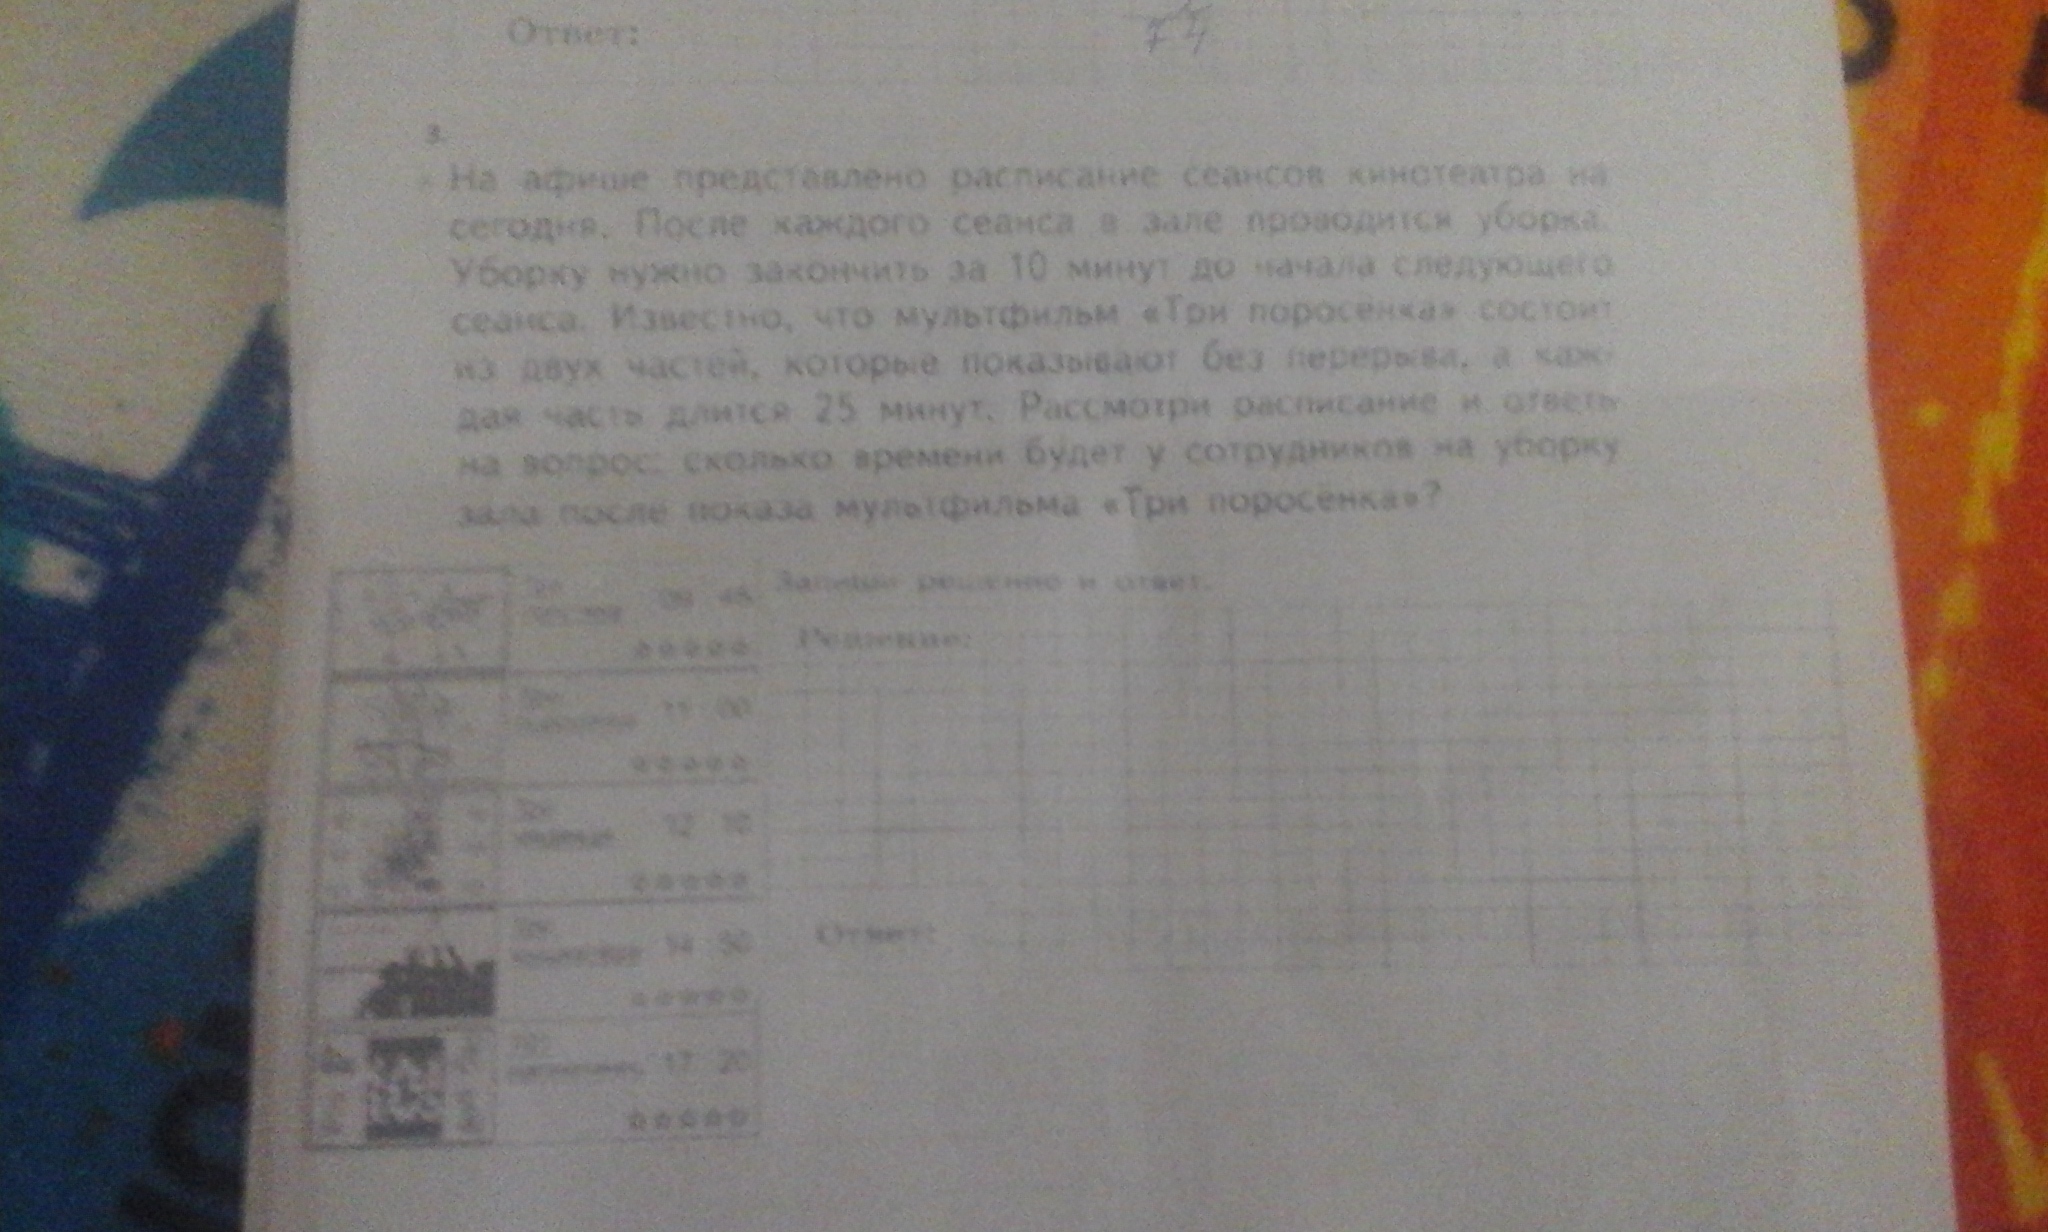 Ответ:
74
3.
На афише представлено расписание сеансов кинотеатра на
сегодня. После каждого сеанса в зале проводится уборка.
Уборку нужно закончить за 10 минут до начала следующего
сеанса. Известно, что мультфильм «Три поросёнка» состоит
из двух частей, которые показывают без перерыва, а каж-
дая часть длится 25 минут. Рассмотри расписание и ответь
на вопрос: сколько времени будет у сотрудников на уборку
зала после показа мультфильма «Три поросёнка»?
Запиши решение и ответ.
09 45
Решение:
11 00
12 10
14 50
Ответ:
17 20